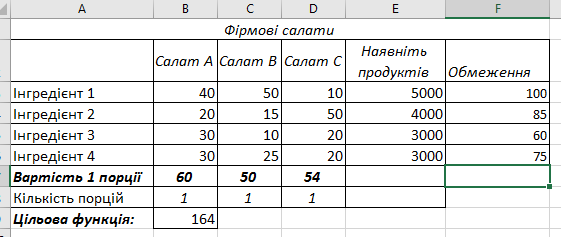 A B C D E F
Фірмові салати
Салат A Салат B Салат C Наявніть продуктів Обмеження
Інгредієнт 1 40 50 10 5000 100
Інгредієнт 2 20 15 50 4000 85
Інгредієнт 3 30 10 20 3000 60
Інгредієнт 4 30 25 20 3000 75
Вартість 1 порції 60 50 54
Кількість порцій 1 1 1
Цільова функція: 164